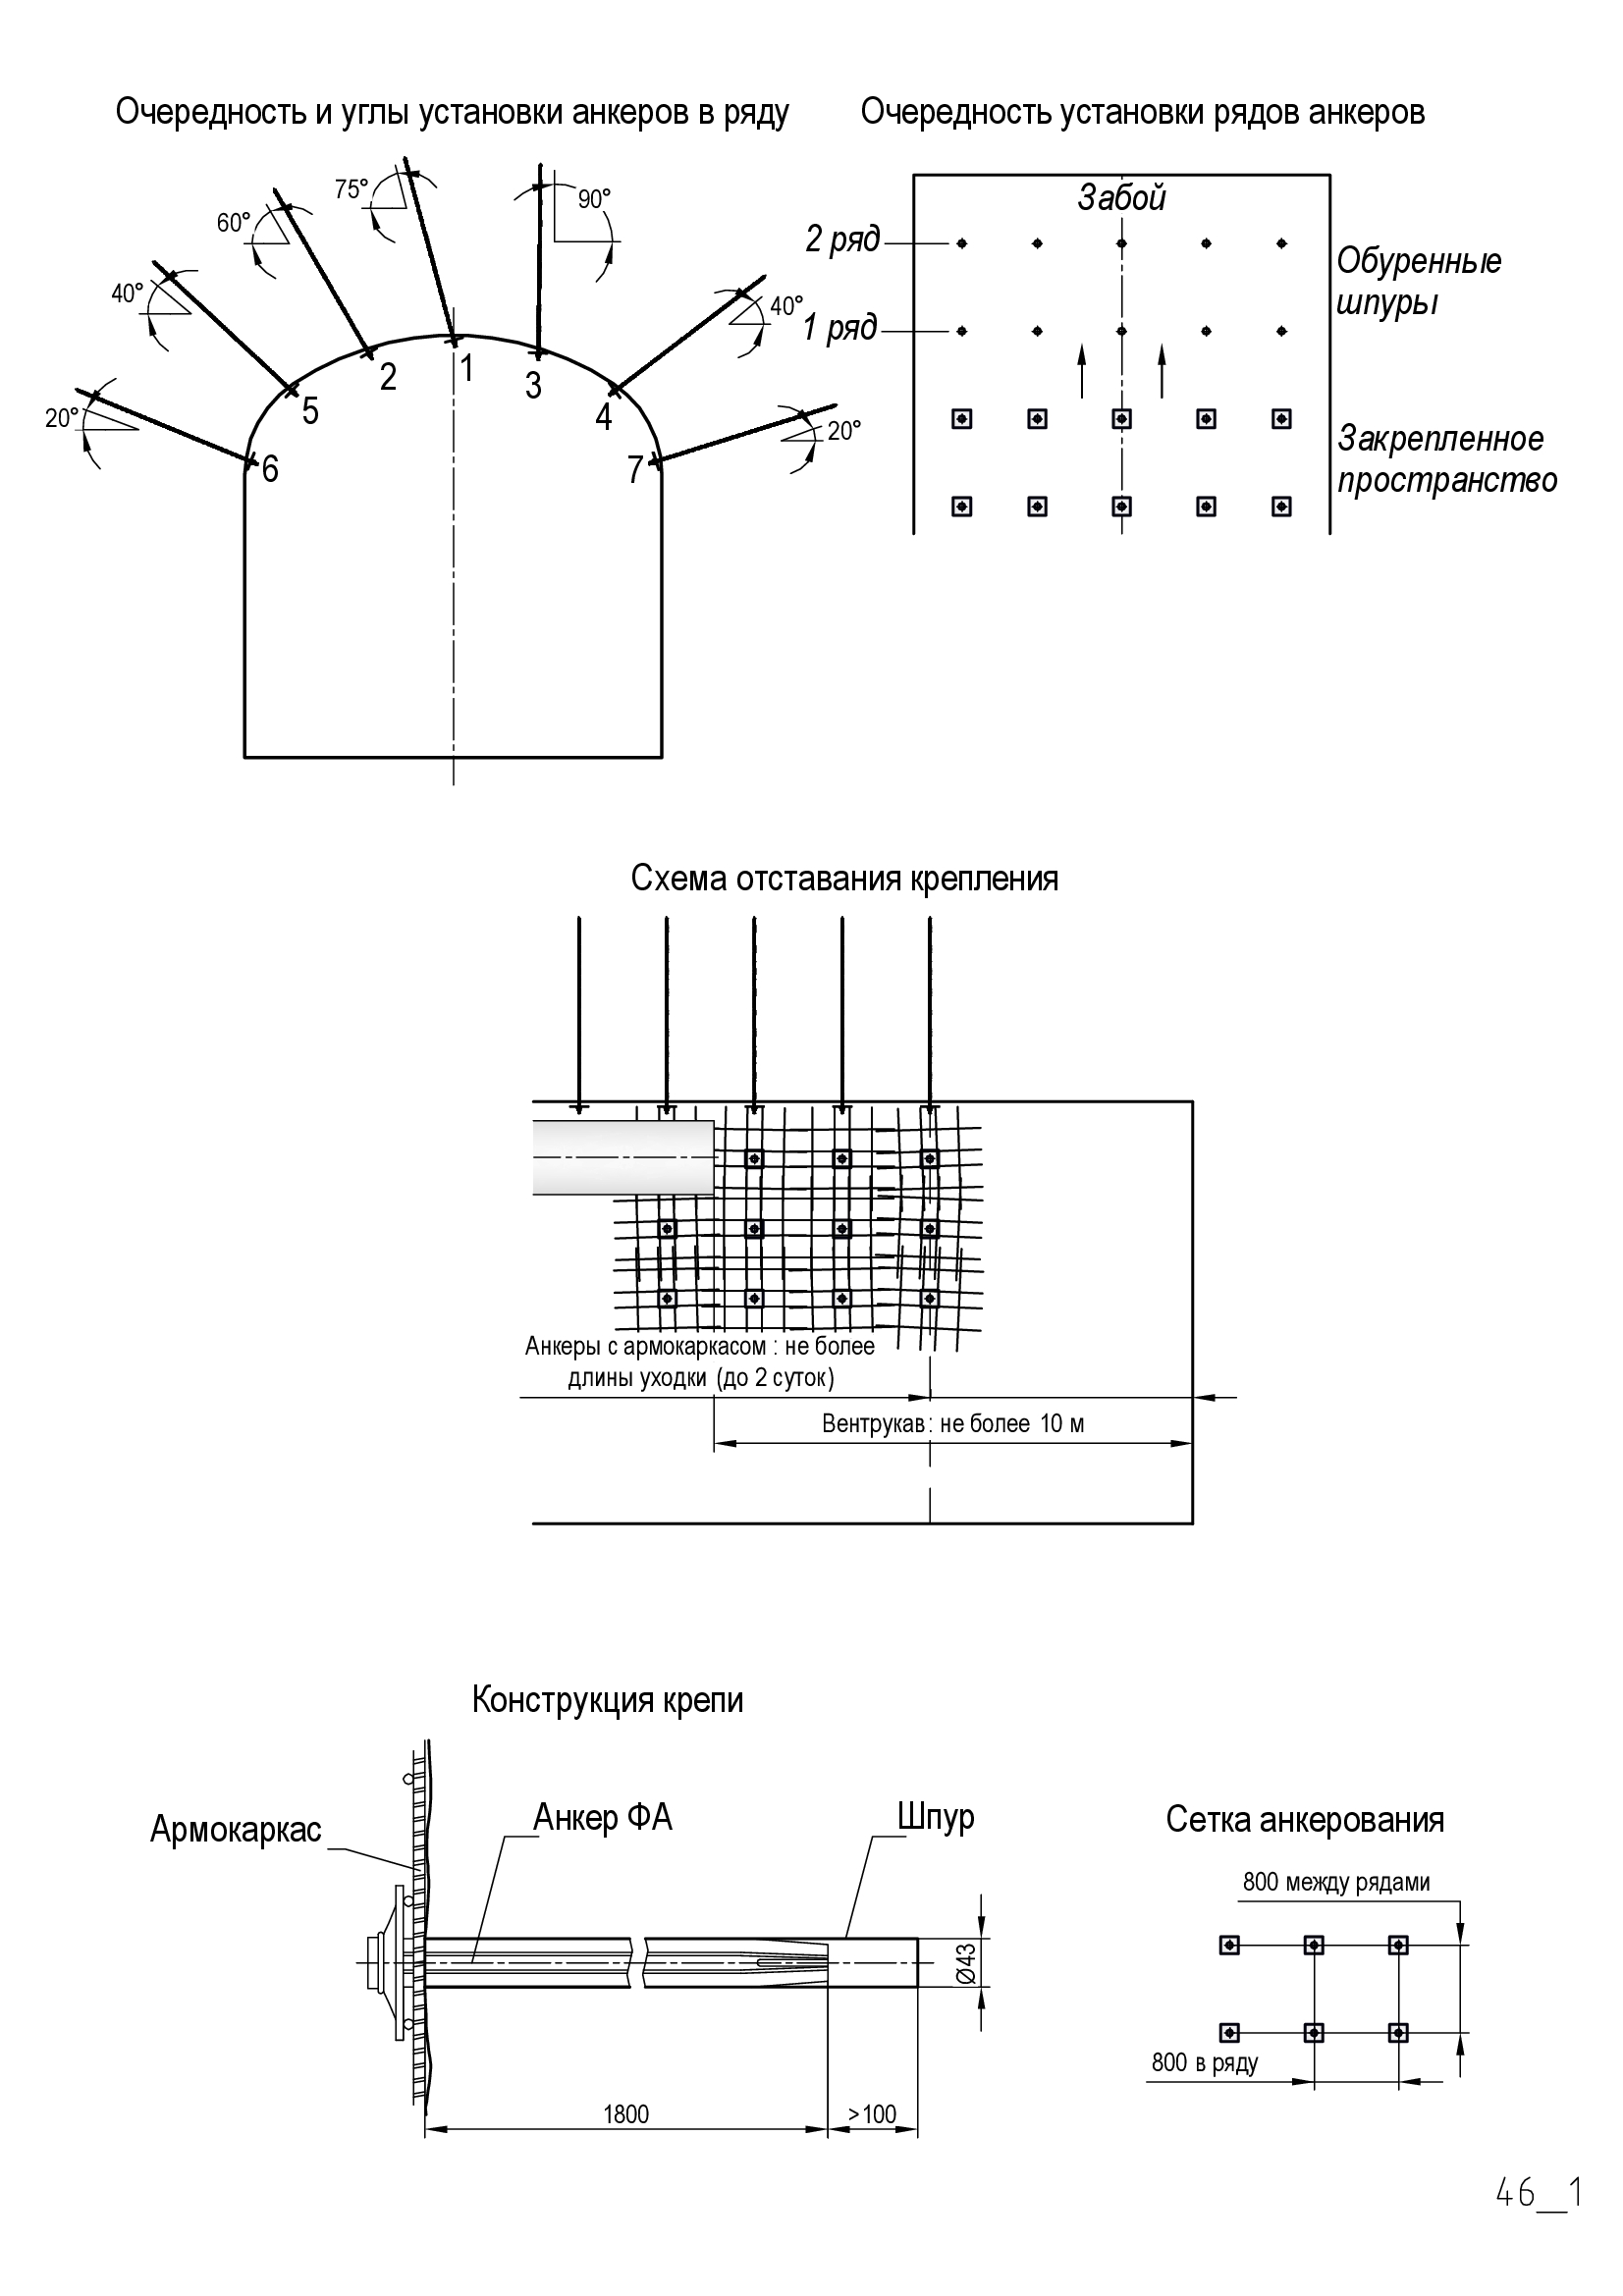 Очередность и углы установки анкеров в ряду
75°
90°
60°
40°
40°
20°
20°
1
2
3
4
5
6
7
Очередность установки рядов анкеров
Забой
2 ряд
1 ряд
Обуренные
шпуры
Закрепленное
пространство
Схема отставания крепления
Анкеры с армокаркасом : не более
длины уходки (до 2 суток)
Вентрукав : не более 10 м
Конструкция крепи
Армокаркас
Анкер ФА
Шпур
Ø43
1800
>100
Сетка анкерования
800 между рядами
800 в ряду
46_1